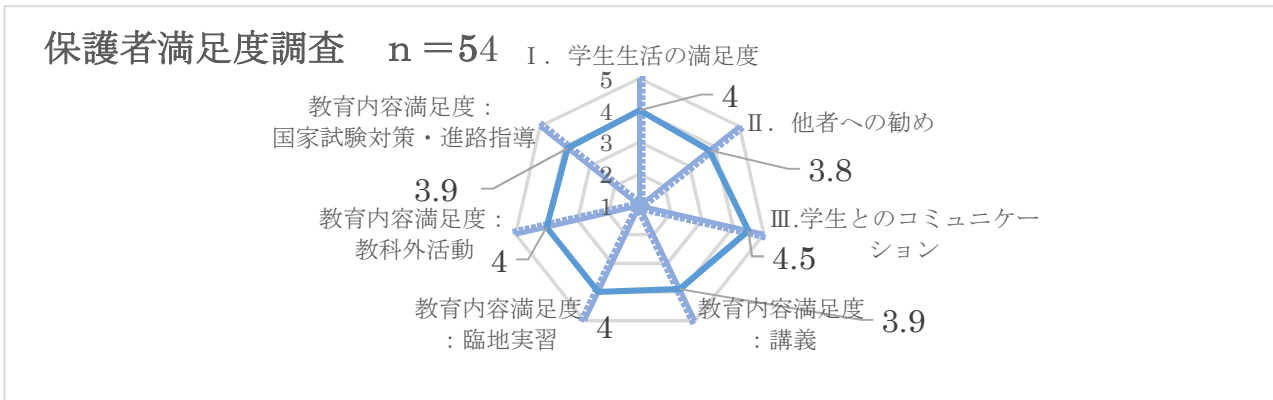 保護者満足度調査　n＝54
Ⅰ．学生生活の満足度
5
4
3
2
1
4
Ⅱ．他者への勧め
3.8
Ⅲ.学生とのコミュニケー
ション
4.5
教育内容満足度
：講義
3.9
教育内容満足度
：臨地実習
4
教育内容満足度：
教科外活動
4
教育内容満足度：
国家試験対策・進路指導
3.9